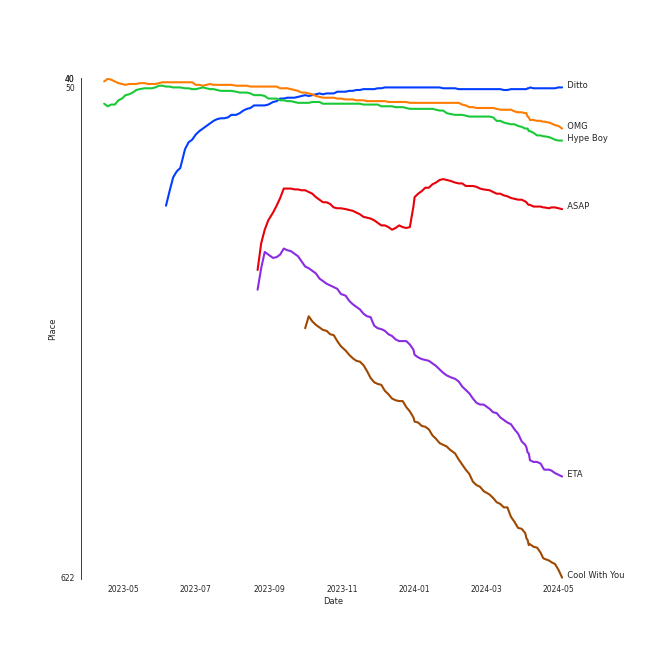 40
50
Ditto
OMG
Hype Boy
ASAP
Place
ETA
Cool With You
622
2023-05 2023-07 2023-09 2023-11 2024-01 2024-03 2024-05
Date